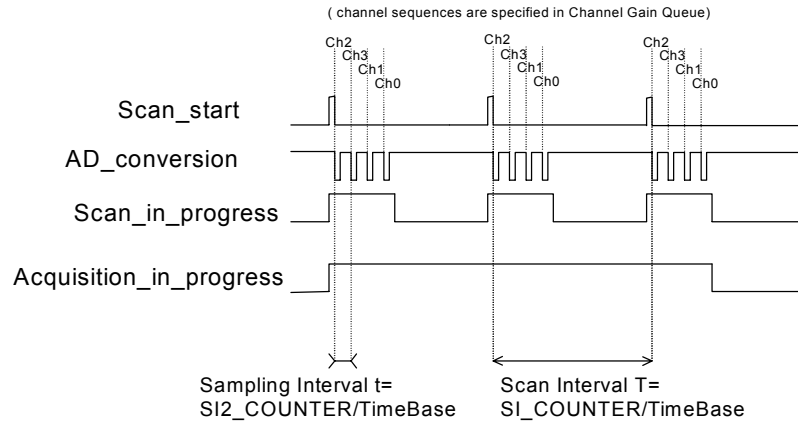 ( channel sequences are specified in Channel Gain Queue)
Ch2 Ch2 Ch2
Ch3 Ch3 Ch3
Ch1 Ch1 Ch1
Ch0 Ch0 Ch0
Scan_start
AD_conversion
Scan_in_progress
Acquisition_in_progress
Sampling Interval t=
SI2_COUNTER/TimeBase
Scan Interval T=
SI_COUNTER/TimeBase